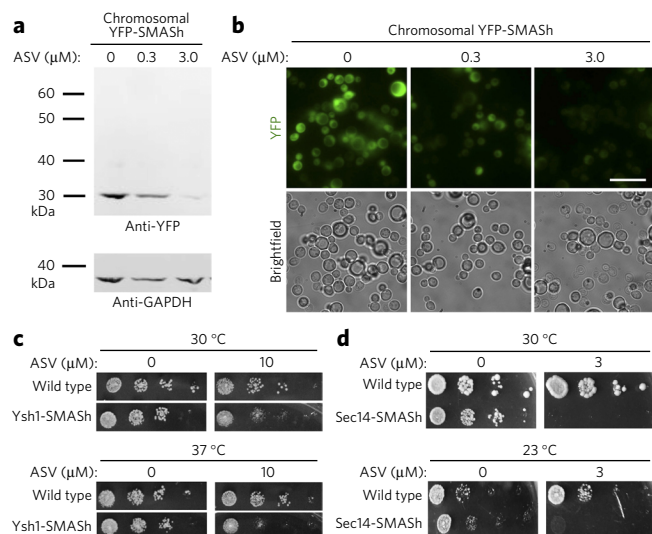 a
Chromosomal
YFP-SMASh
ASV (μM): 0 0.3 3.0
60
50
40
30
kDa
Anti-YFP
40
kDa
Anti-GAPDH
b
Chromosomal YFP-SMASh
ASV (μM): 0 0.3 3.0
YFP
Brightfield
c
30 °C
ASV (μM): 0 10
Wild type
Ysh1-SMASh
37 °C
ASV (μM): 0 10
Wild type
Ysh1-SMASh
d
30 °C
ASV (μM): 0 3
Wild type
Sec14-SMASh
23 °C
ASV (μM): 0 3
Wild type
Sec14-SMASh